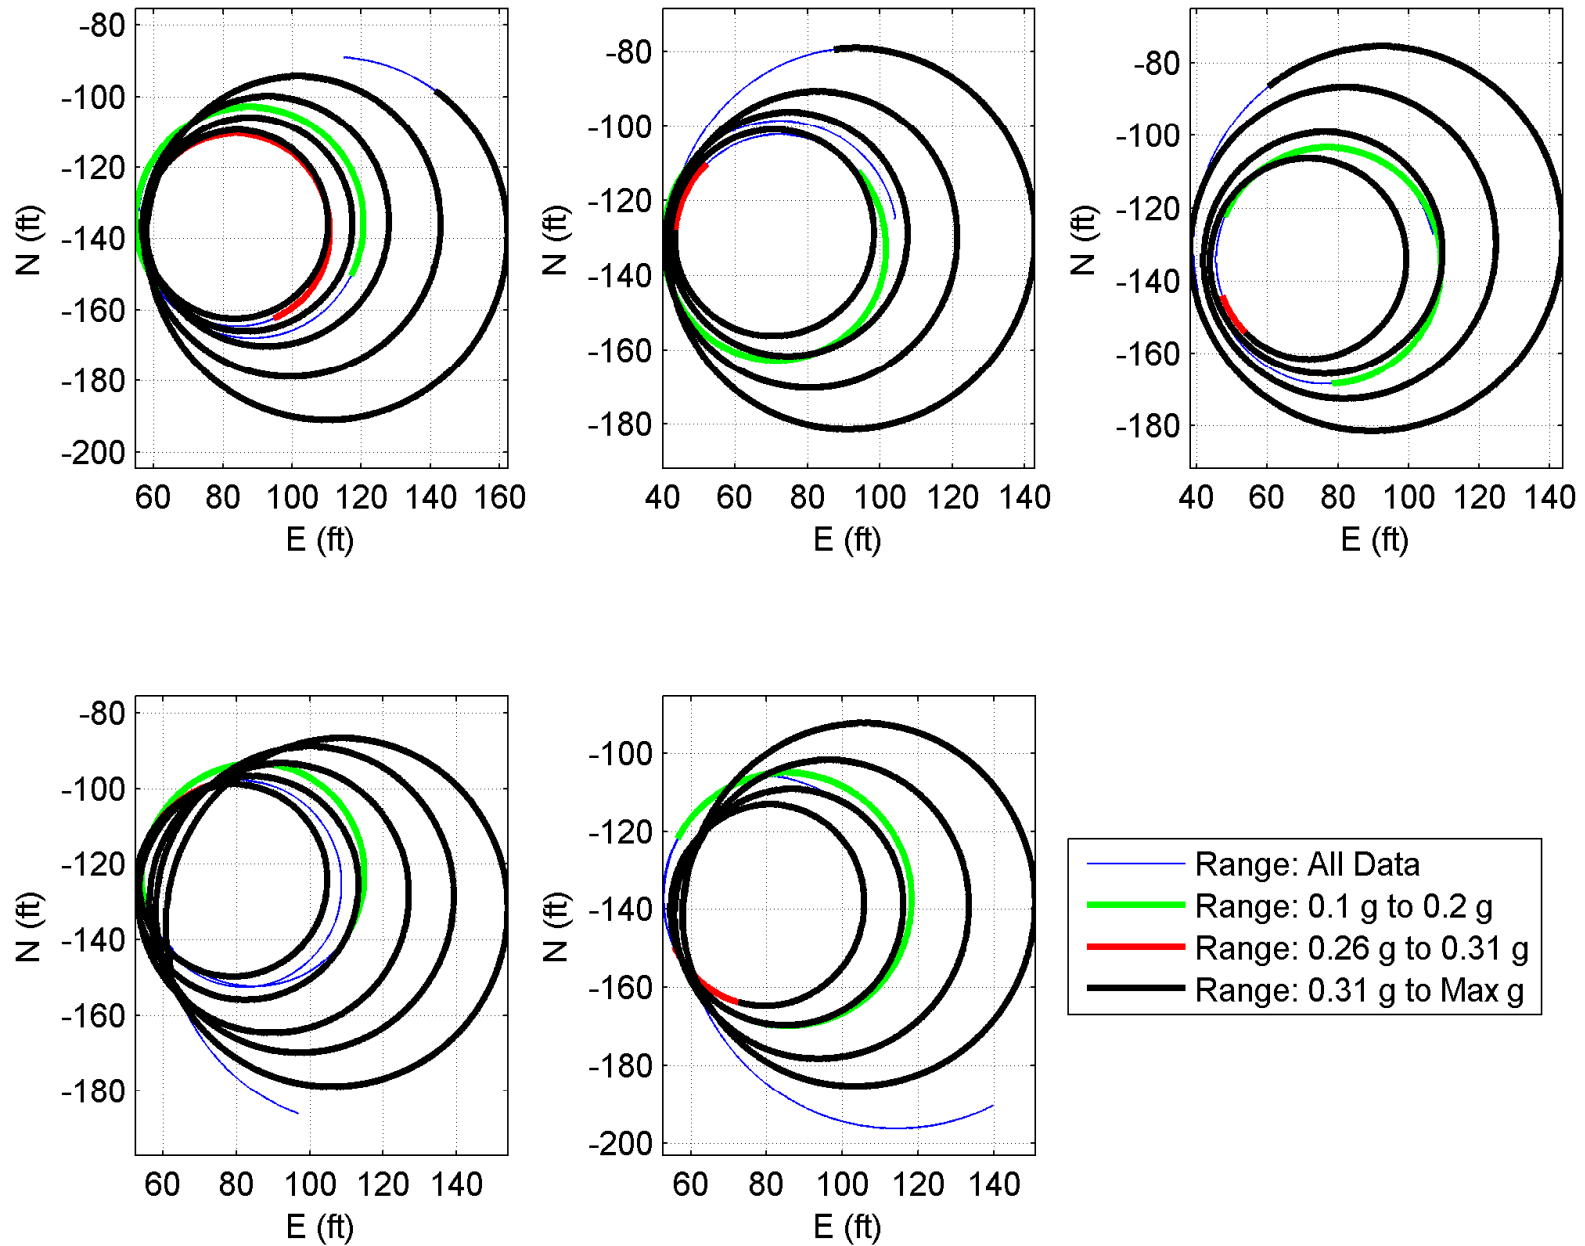 -80
-100
-120
-140
-160
-180
-200
N (ft)
60 80 100 120 140 160
E (ft)
-80
-100
-120
-140
-160
-180
N (ft)
40 60 80 100 120 140
E (ft)
-80
-100
-120
-140
-160
-180
N (ft)
40 60 80 100 120 140
E (ft)
-80
-100
-120
-140
-160
-180
N (ft)
60 80 100 120 140
E (ft)
-100
-120
-140
-160
-180
-200
N (ft)
60 80 100 120 140
E (ft)
Range: All Data
Range: 0.1 g to 0.2 g
Range: 0.26 g to 0.31 g
Range: 0.31 g to Max g